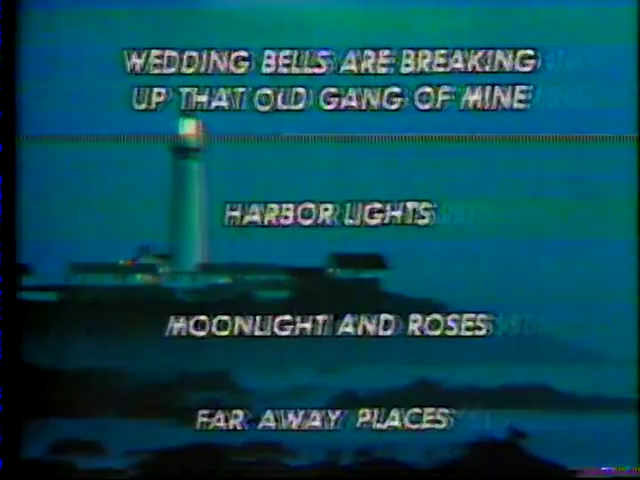 WEDDING BELLS ARE BREAKING
UP THAT OLD GANG OF MINE
HARBOR LIGHTS
MOONLIGHT AND ROSES
FAR AWAY PLACES